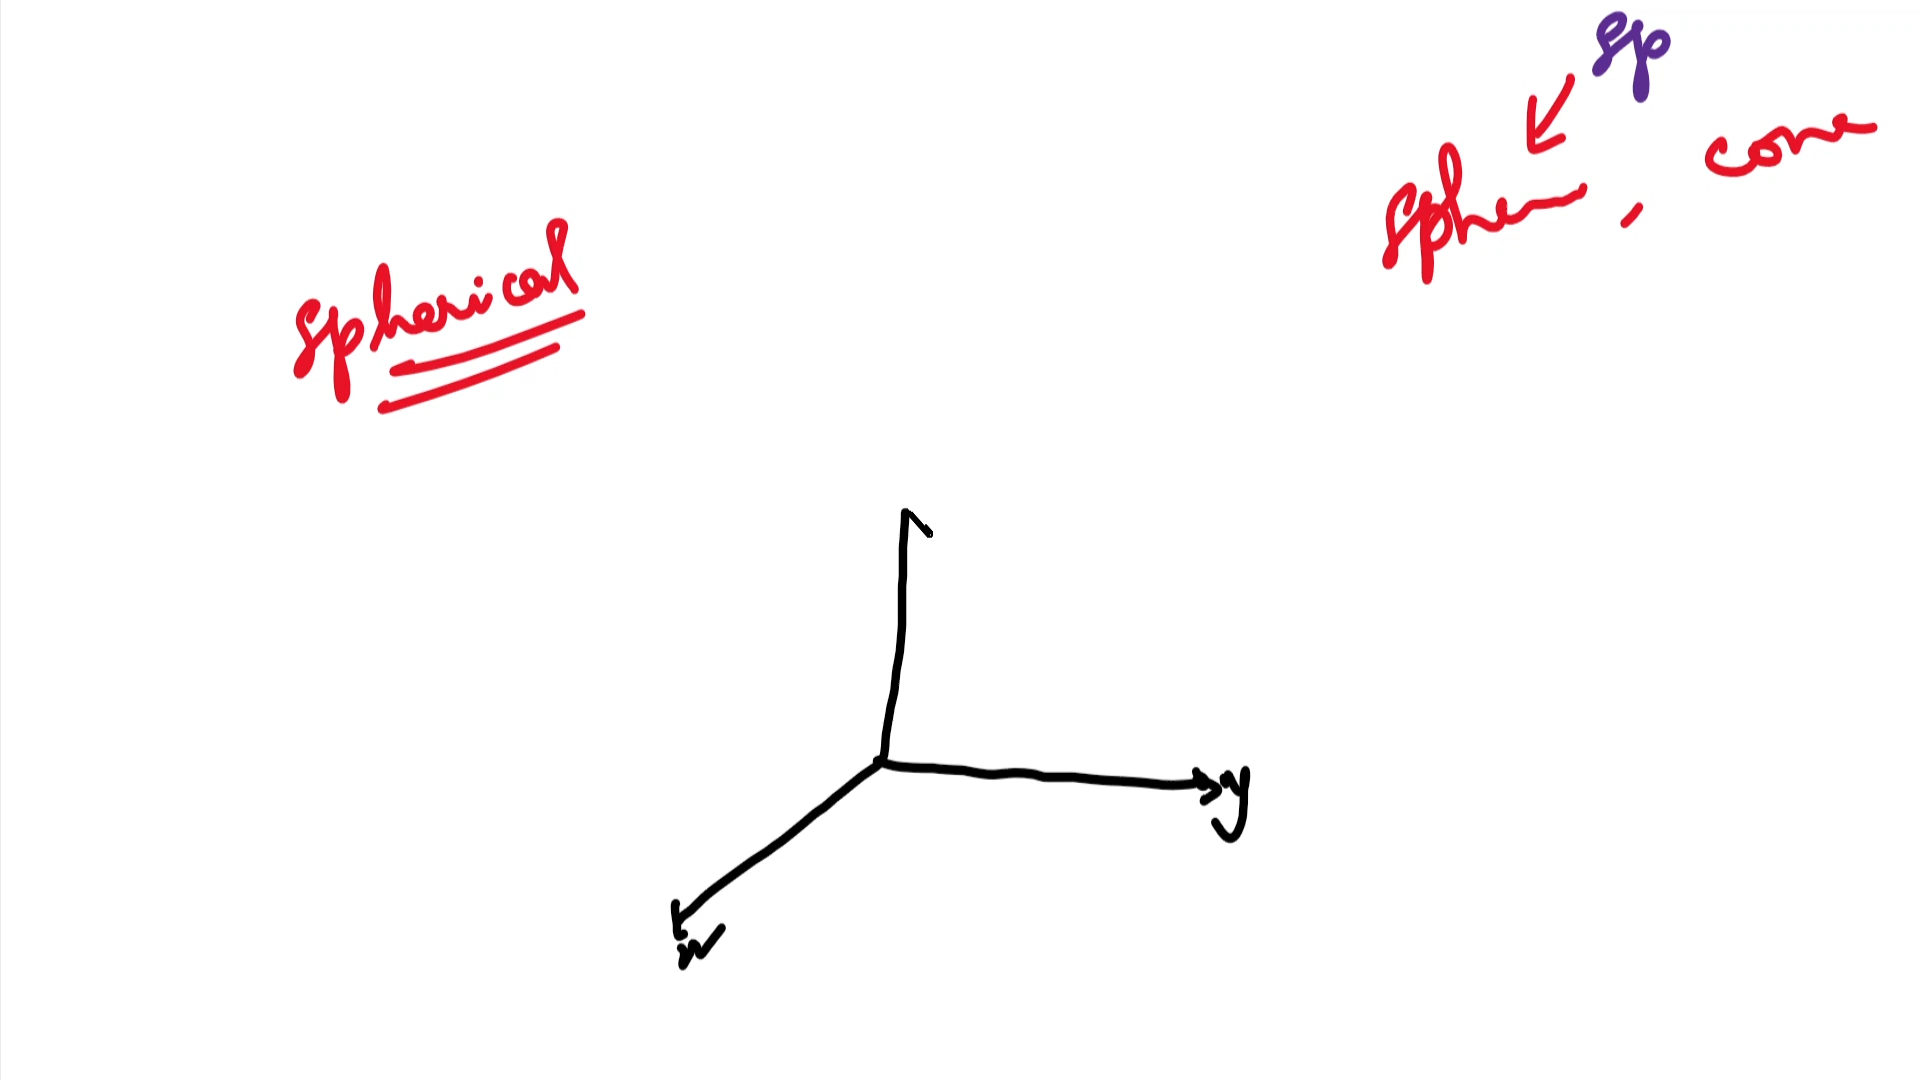 sp
sphere, cone
spherical
y
x